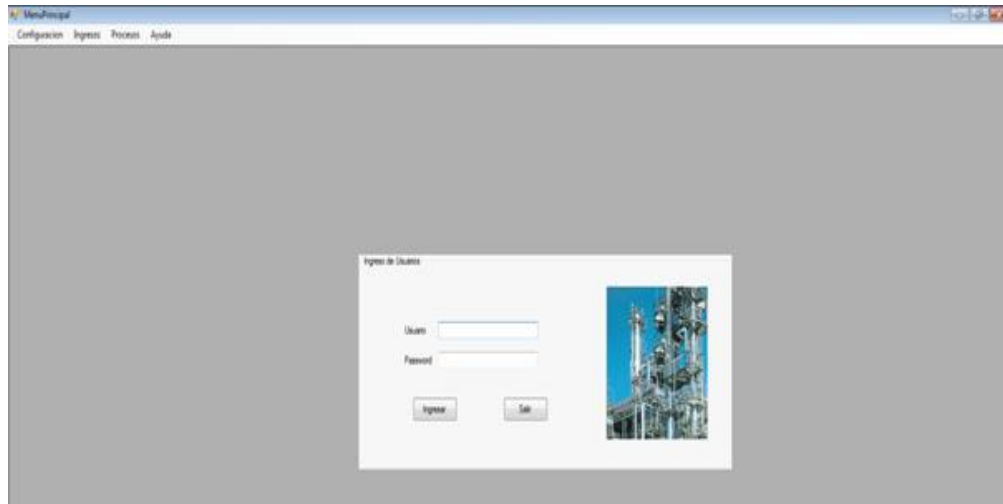 MenuPrincipal
Configuracion Ingresos Procesos Ayuda
Ingreso de Usuarios
Usuario
Password
Ingresar Salir